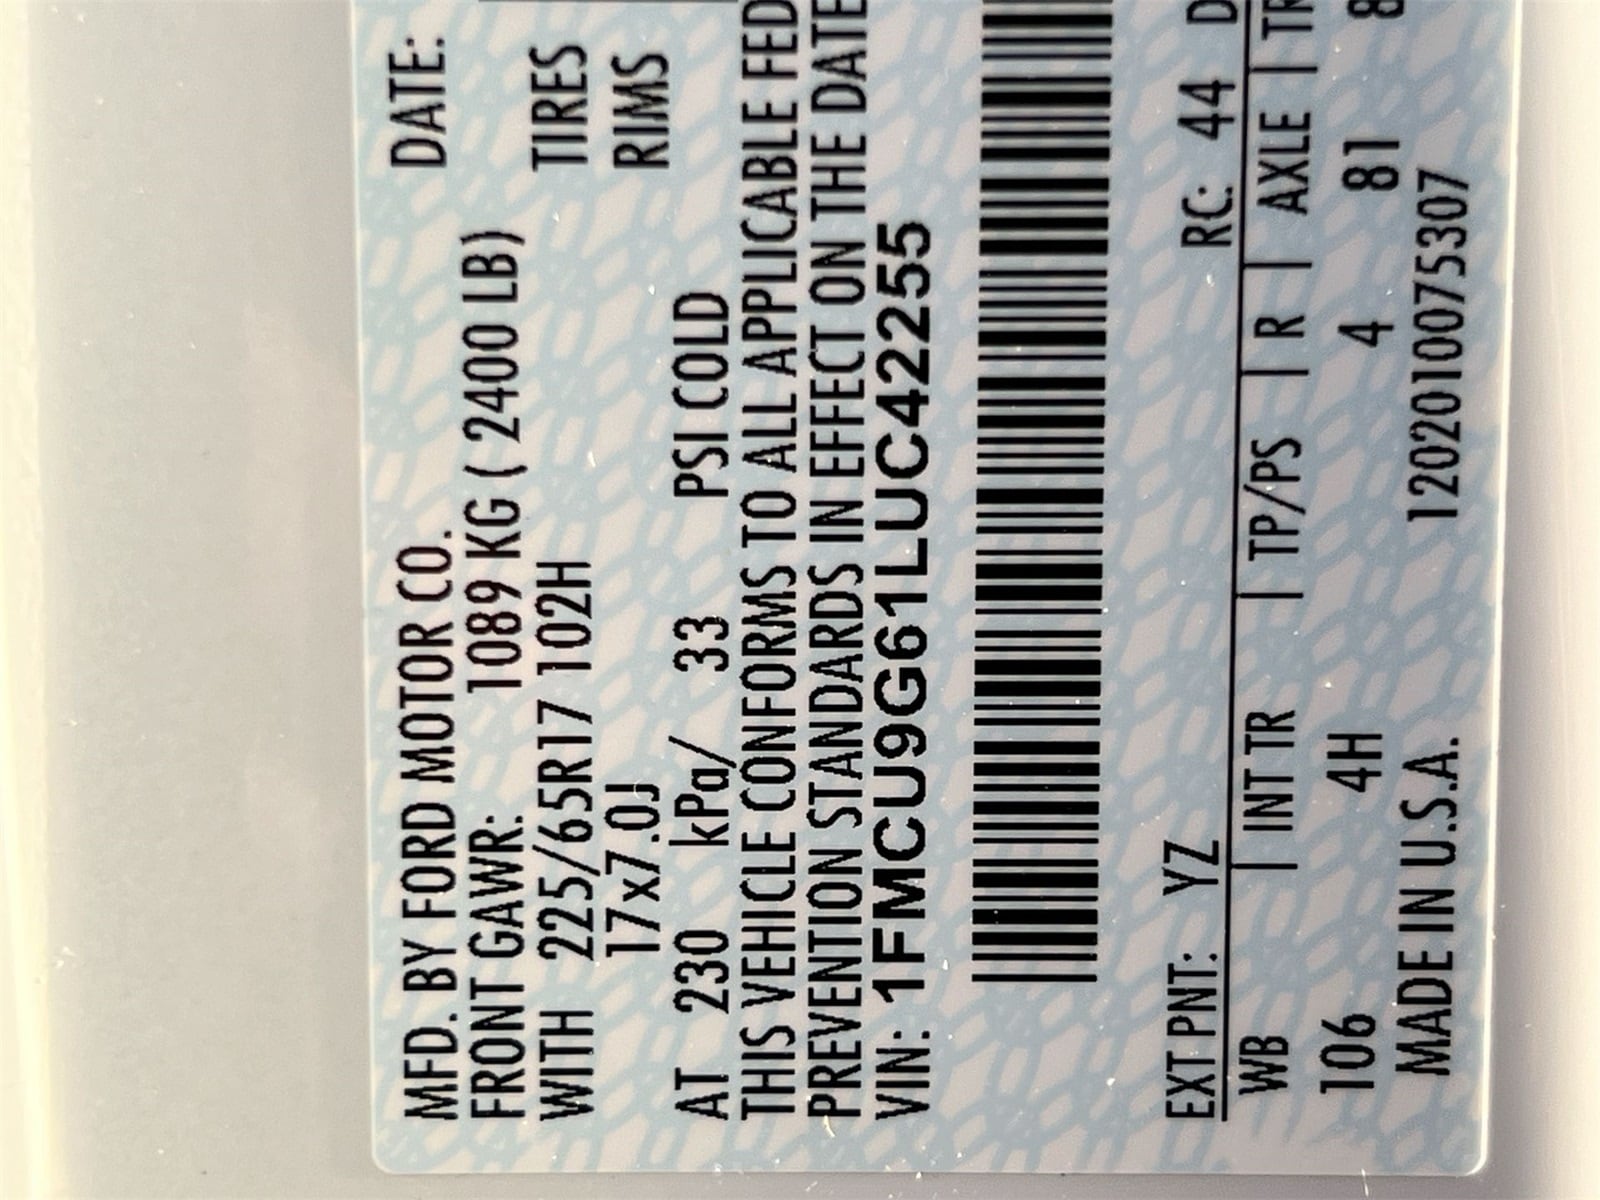 MFD. BY FORD MOTOR CO. DATE:
FRONT GAWR: 1089 KG ( 2400 LB)
WITH 225/65R17 102H TIRES
17x7.0J RIMS
AT 230 kPa/ 33 PSI COLD
THIS VEHICLE CONFORMS TO ALL APPLICABLE FED
PREVENTION STANDARDS IN EFFECT ON THE DATE
VIN: 1FMCU9G61LUC42255
EXT PNT: YZ RC: 44 D
WB | INT TR | TP/PS | R | AXLE | TR
106 4H 4 81 8
MADE IN U.S.A. 1202010075307